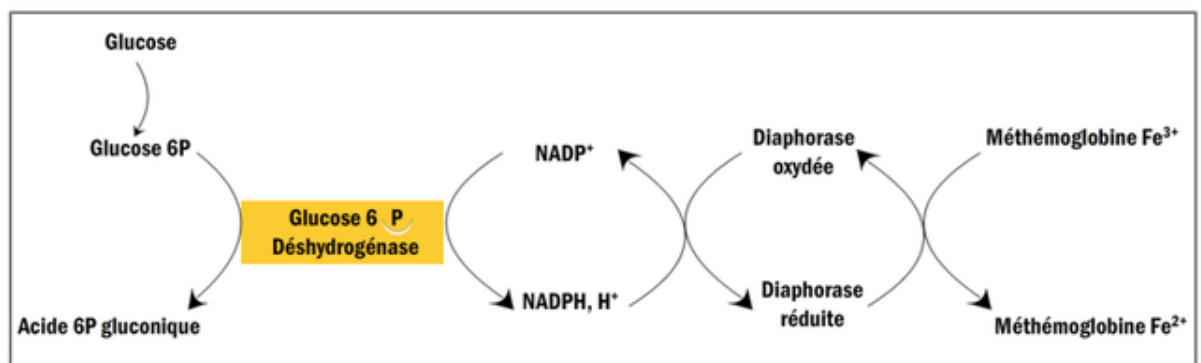 Glucose
Glucose 6P
Glucose 6 P
Déshydrogénase
Acide 6P gluconique
NADP⁺
NADPH, H⁺
Diaphorase
oxydée
Diaphorase
réduite
Méthémoglobine Fe³⁺
Méthémoglobine Fe²⁺